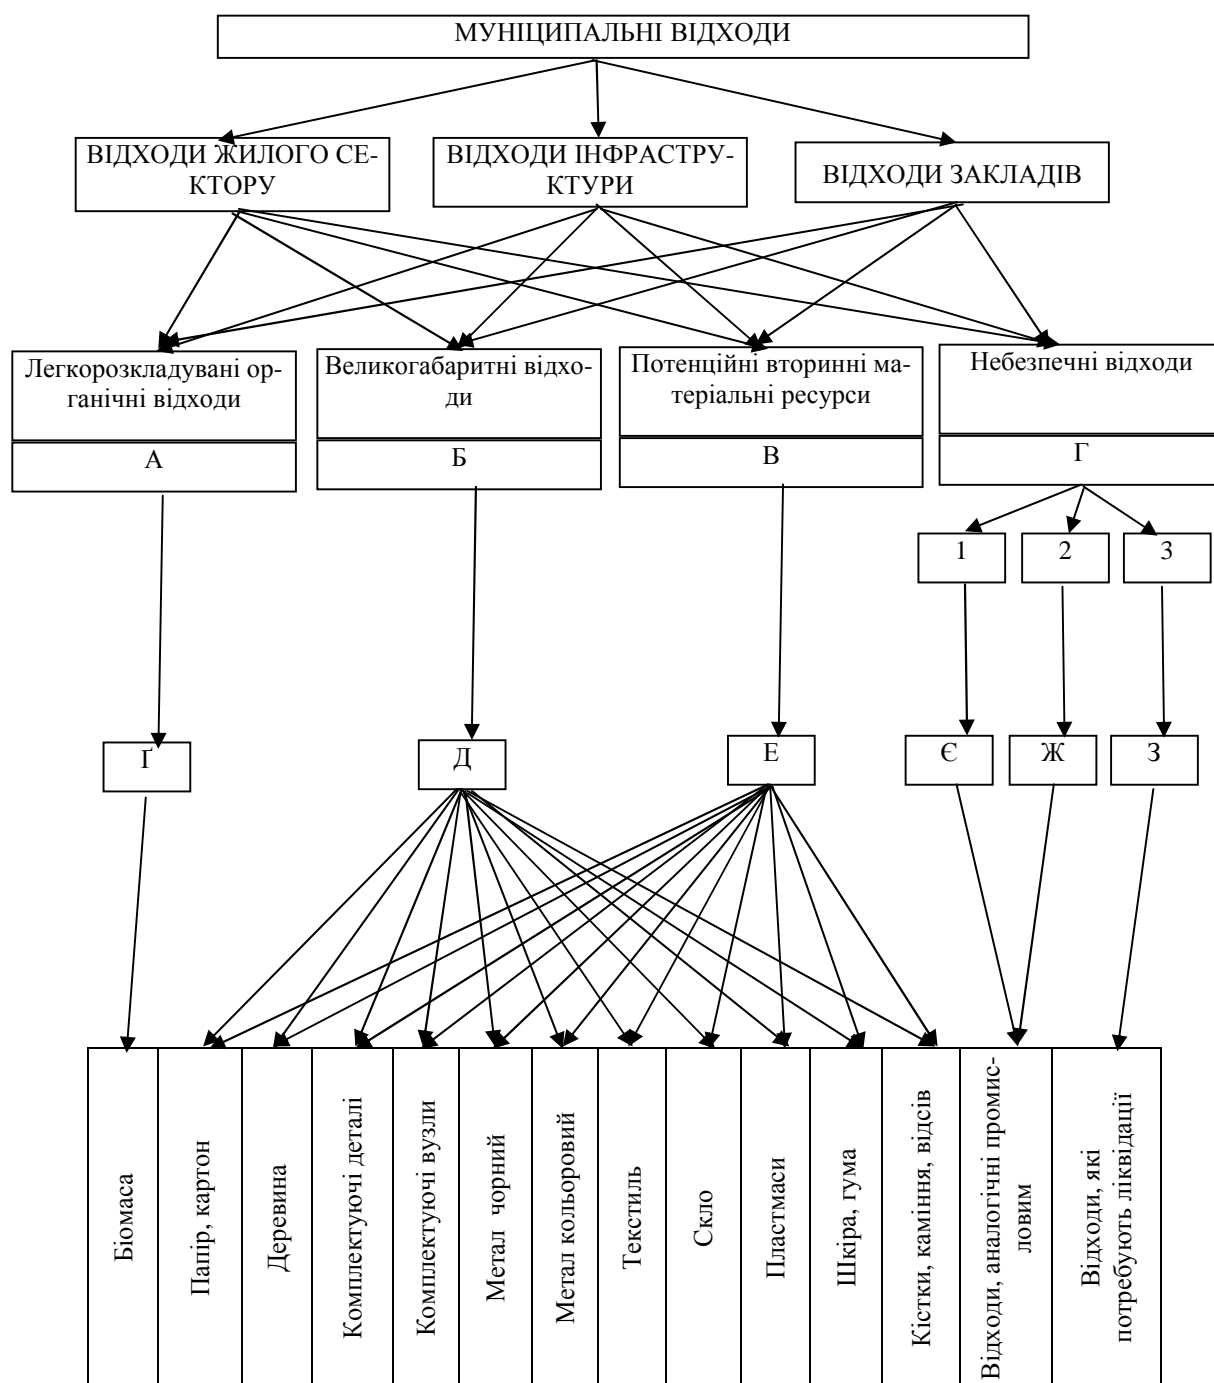 МУНІЦИПАЛЬНІ ВІДХОДИ
ВІДХОДИ ЖИЛОГО СЕ-
КТОРУ
ВІДХОДИ ІНФРАСТРУ-
КТУРИ
ВІДХОДИ ЗАКЛАДІВ
Легкорозкладувані ор-
ганічні відходи
А
Великогабаритні відхо-
ди
Б
Потенційні вторинні ма-
теріальні ресурси
В
Небезпечні відходи
Г
1
2
3
Ґ
Д
Е
Є
Ж
З
Біомаса
Папір, картон
Деревина
Комплектуючі деталі
Комплектуючі вузли
Метал чорний
Метал кольоровий
Текстиль
Скло
Пластмаси
Шкіра, гума
Кістки, каміння, відсів
Відходи, аналогічні промис-
ловим
Відходи, які
потребують ліквідації